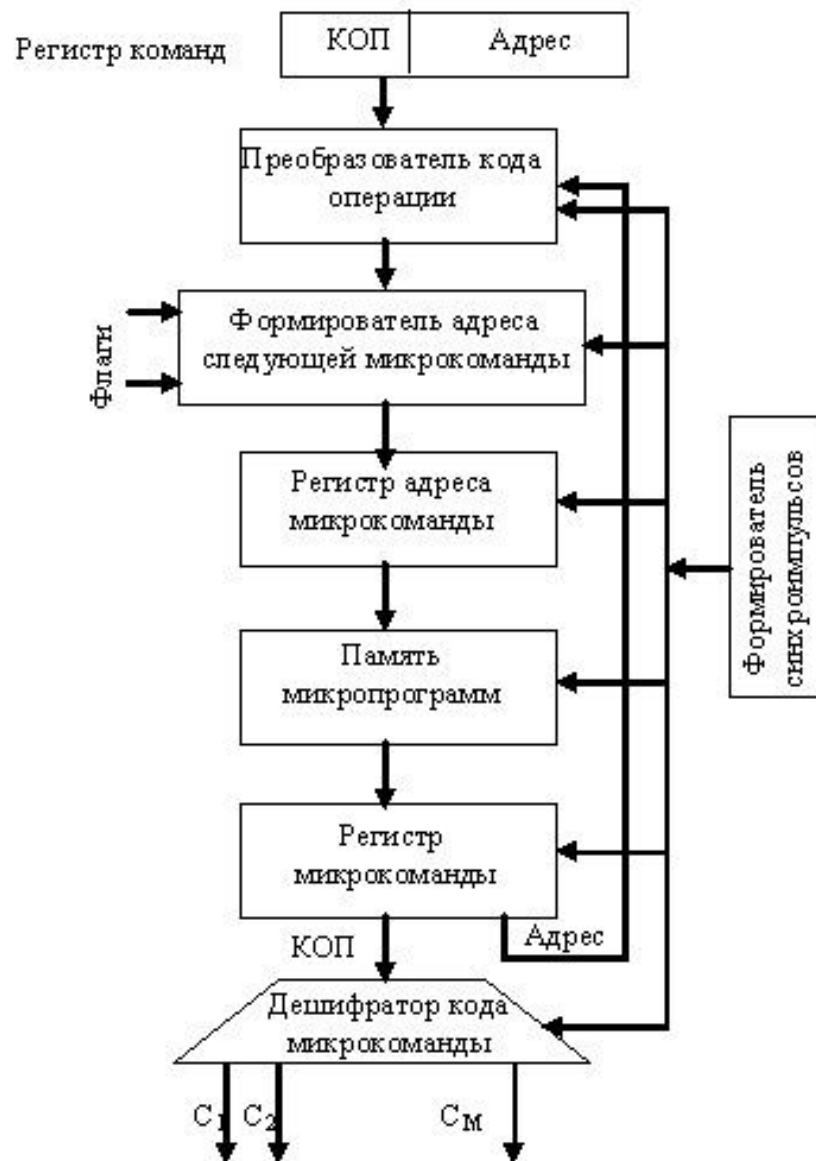 КОП Адрес
Регистр команд
Преобразователь кода
операции
Флаги
Формирователь адреса
следующей микрокоманды
Регистр адреса
микрокоманды
Формирователь
синхроимпульсов
Память
микропрограмм
Регистр
микрокоманды
КОП
Адрес
Дешифратор кода
микрокоманды
C1 C2 CM